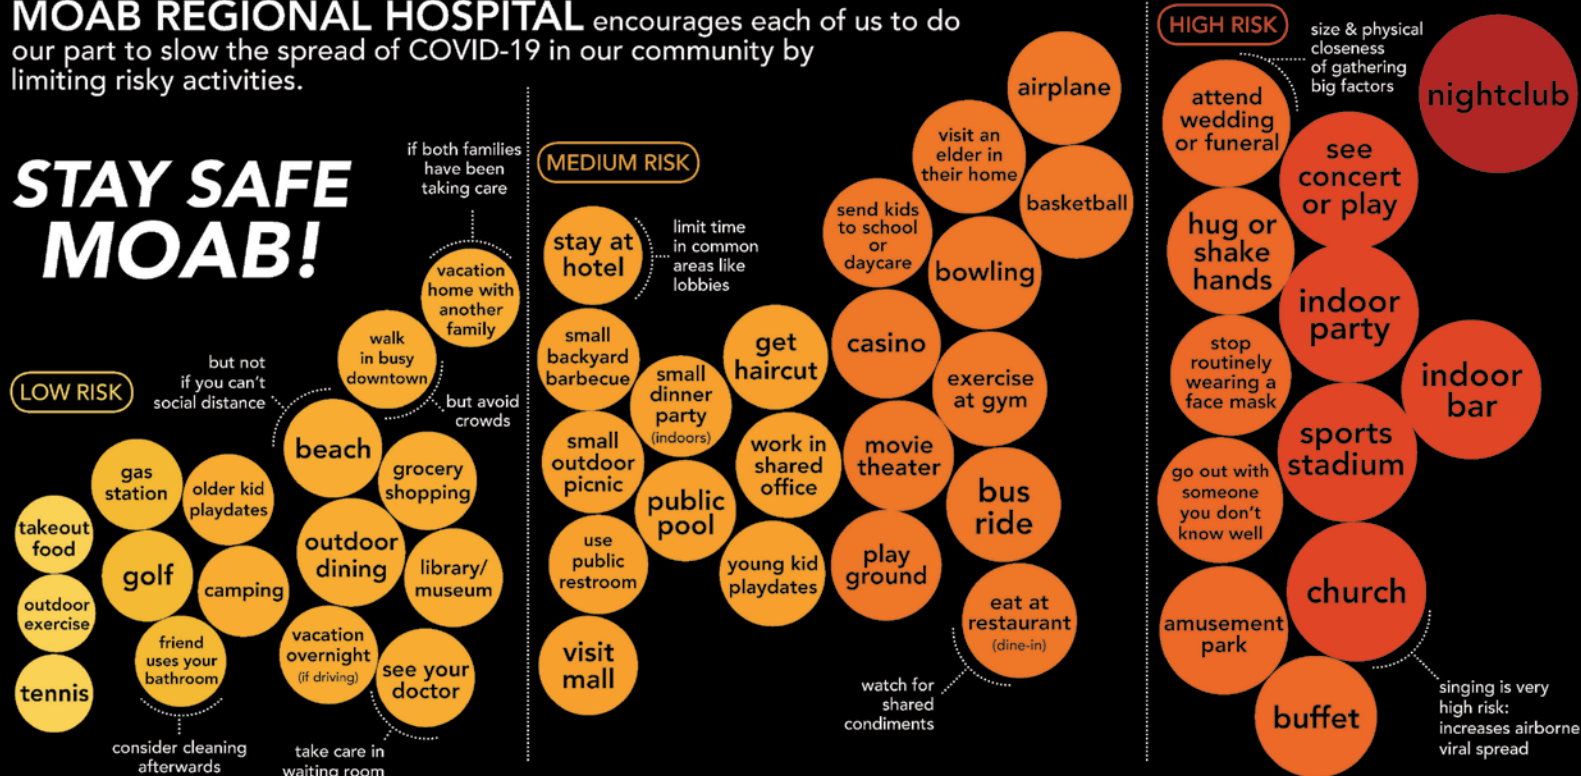 MOAB REGIONAL HOSPITAL encourages each of us to do
our part to slow the spread of COVID-19 in our community by
limiting risky activities.
STAY SAFE
MOAB!
LOW RISK
takeout
food
outdoor
exercise
tennis
gas
station
golf
friend
uses your
bathroom
consider cleaning
afterwards
older kid
playdates
camping
but not
if you can't
social distance
beach
outdoor
dining
vacation
overnight
(if driving)
walk
in busy
downtown
but avoid
crowds
grocery
shopping
library/
museum
see your
doctor
take care in
waiting room
if both families
have been
taking care
vacation
home with
another
family
MEDIUM RISK
stay at
hotel
limit time
in common
areas like
lobbies
small
backyard
barbecue
small
outdoor
picnic
use
public
restroom
visit
mall
small
dinner
party
(indoors)
public
pool
get
haircut
work in
shared
office
young kid
playdates
send kids
to school
or
daycare
casino
movie
theater
play
ground
visit an
elder in
their home
bowling
exercise
at gym
bus
ride
eat at
restaurant
(dine-in)
watch for
shared
condiments
airplane
basketball
HIGH RISK
size & physical
closeness
of gathering
big factors
attend
wedding
or funeral
hug or
shake
hands
stop
routinely
wearing a
face mask
go out with
someone
you don't
know well
amusement
park
buffet
see
concert
or play
indoor
party
sports
stadium
church
singing is very
high risk:
increases airborne
viral spread
indoor
bar
nightclub